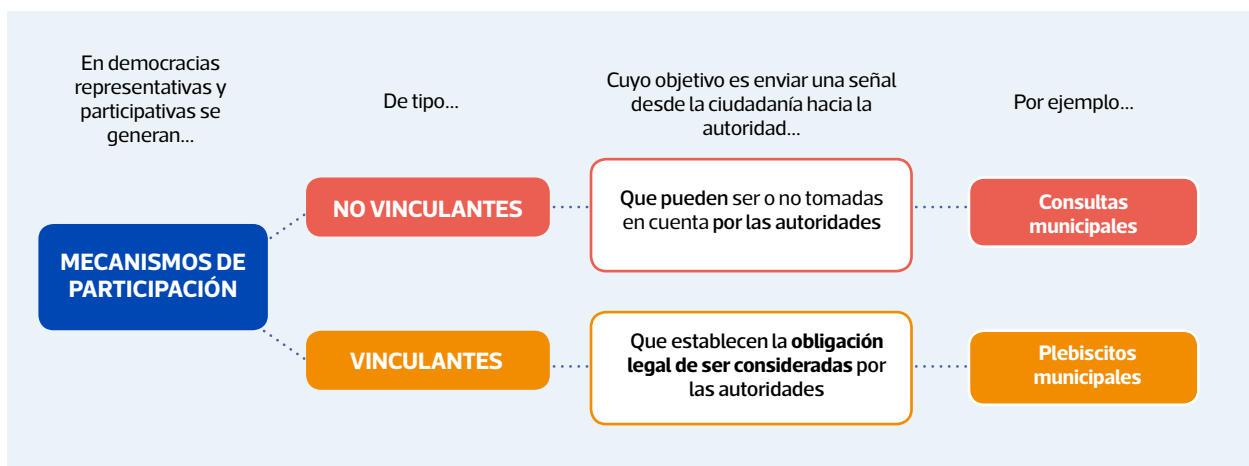 En democracias
representativas y
participativas se
generan...
De tipo...
Cuyo objetivo es enviar una señal
desde la ciudadanía hacia la
autoridad...
Por ejemplo...
MECANISMOS DE
PARTICIPACIÓN
NO VINCULANTES
Que pueden ser o no tomadas
en cuenta por las autoridades
Consultas
municipales
VINCULANTES
Que establecen la obligación
legal de ser consideradas por
las autoridades
Plebiscitos
municipales